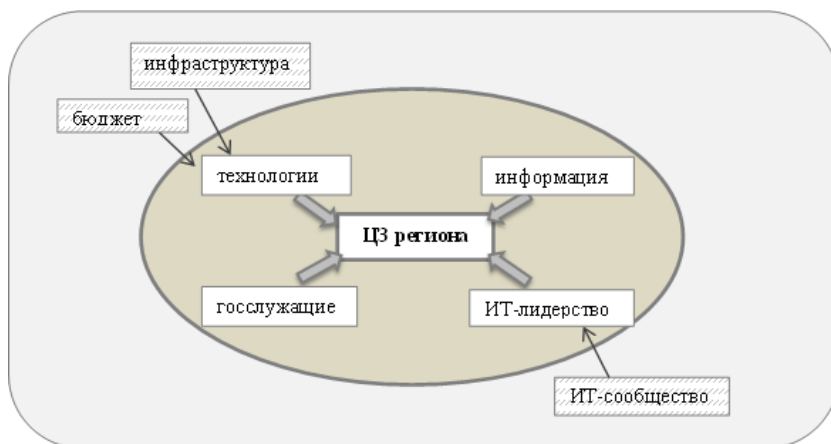 инфраструктура
бюджет
технологии
информация
ЦЗ региона
госслужащие
ИТ-лидерство
ИТ-сообщество